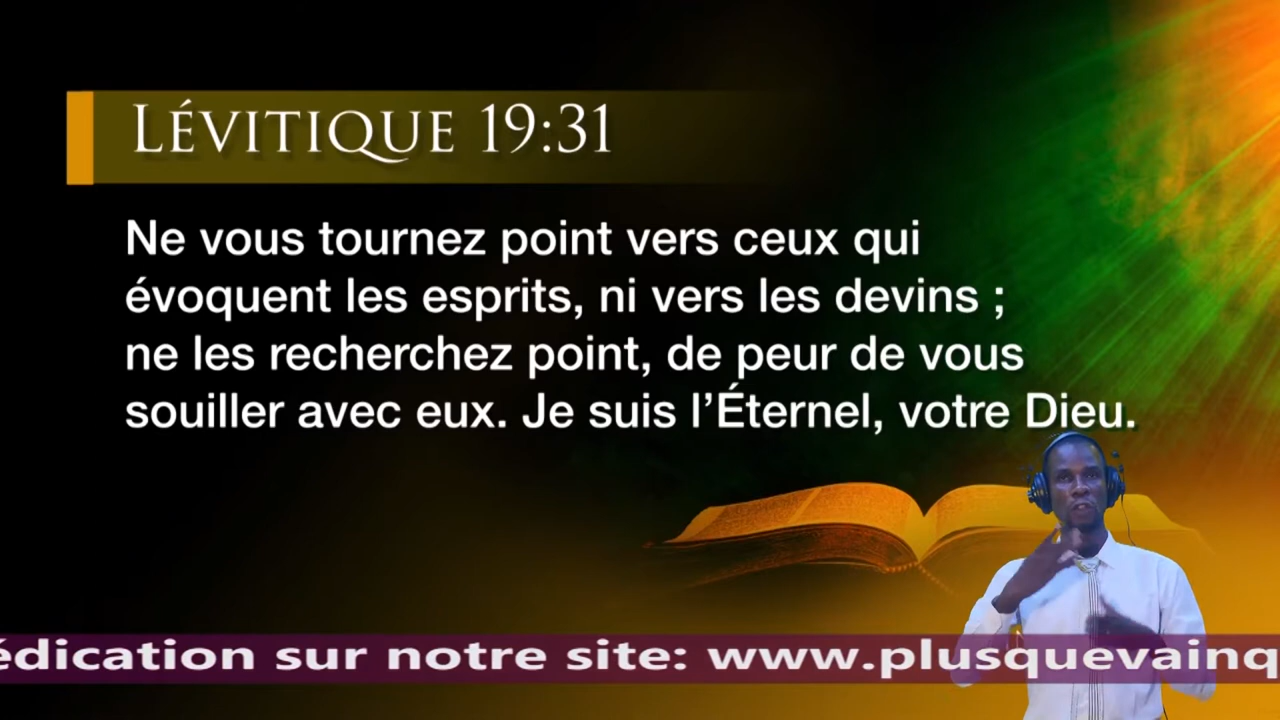 Lévitique 19:31
Ne vous tournez point vers ceux qui
évoquent les esprits, ni vers les devins ;
ne les recherchez point, de peur de vous
souiller avec eux. Je suis l’Éternel, votre Dieu.
édication sur notre site: www.plusquevainq